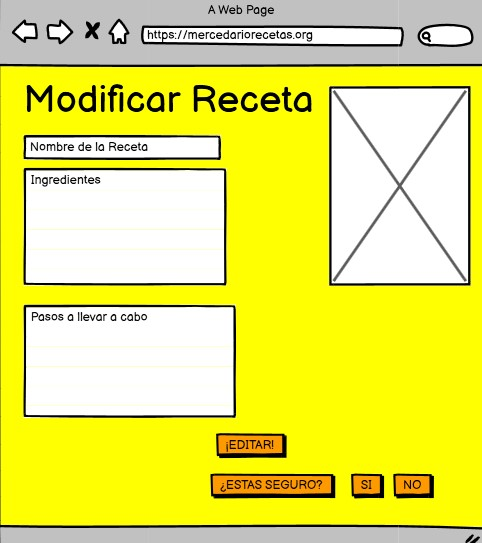 A Web Page
https://mercedariorecetas.org
Modificar Receta
Nombre de la Receta
Ingredientes
Pasos a llevar a cabo
¡EDITAR!
¿ESTAS SEGURO?
SI
NO